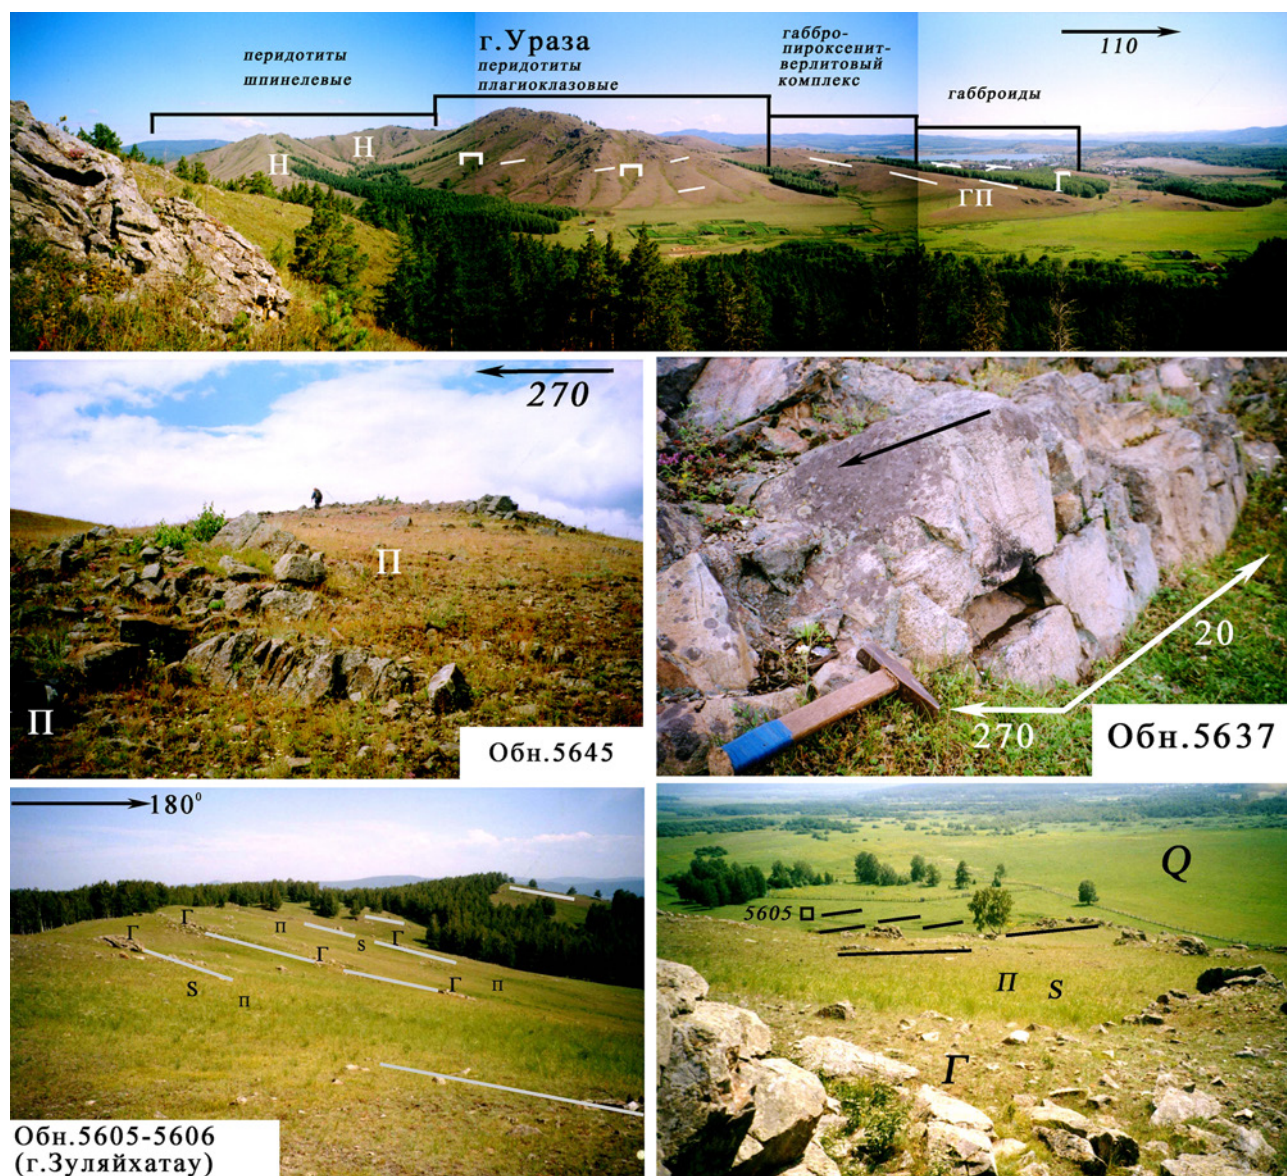 перидотиты
шпинелевые
г.Ураза
перидотиты
плагиоклазовые
габбро-
пироксенит-
верлитовый
комплекс
габброиды
110
Н
Н
П
П
ГП
Г
270
П
П
Обн.5645
20
270
Обн.5637
180⁰
Г
Г
п
s
Г
Г
Г
п
s
п
Обн.5605-5606
(г.Зуляйхатау)
Q
5605
П
S
Г